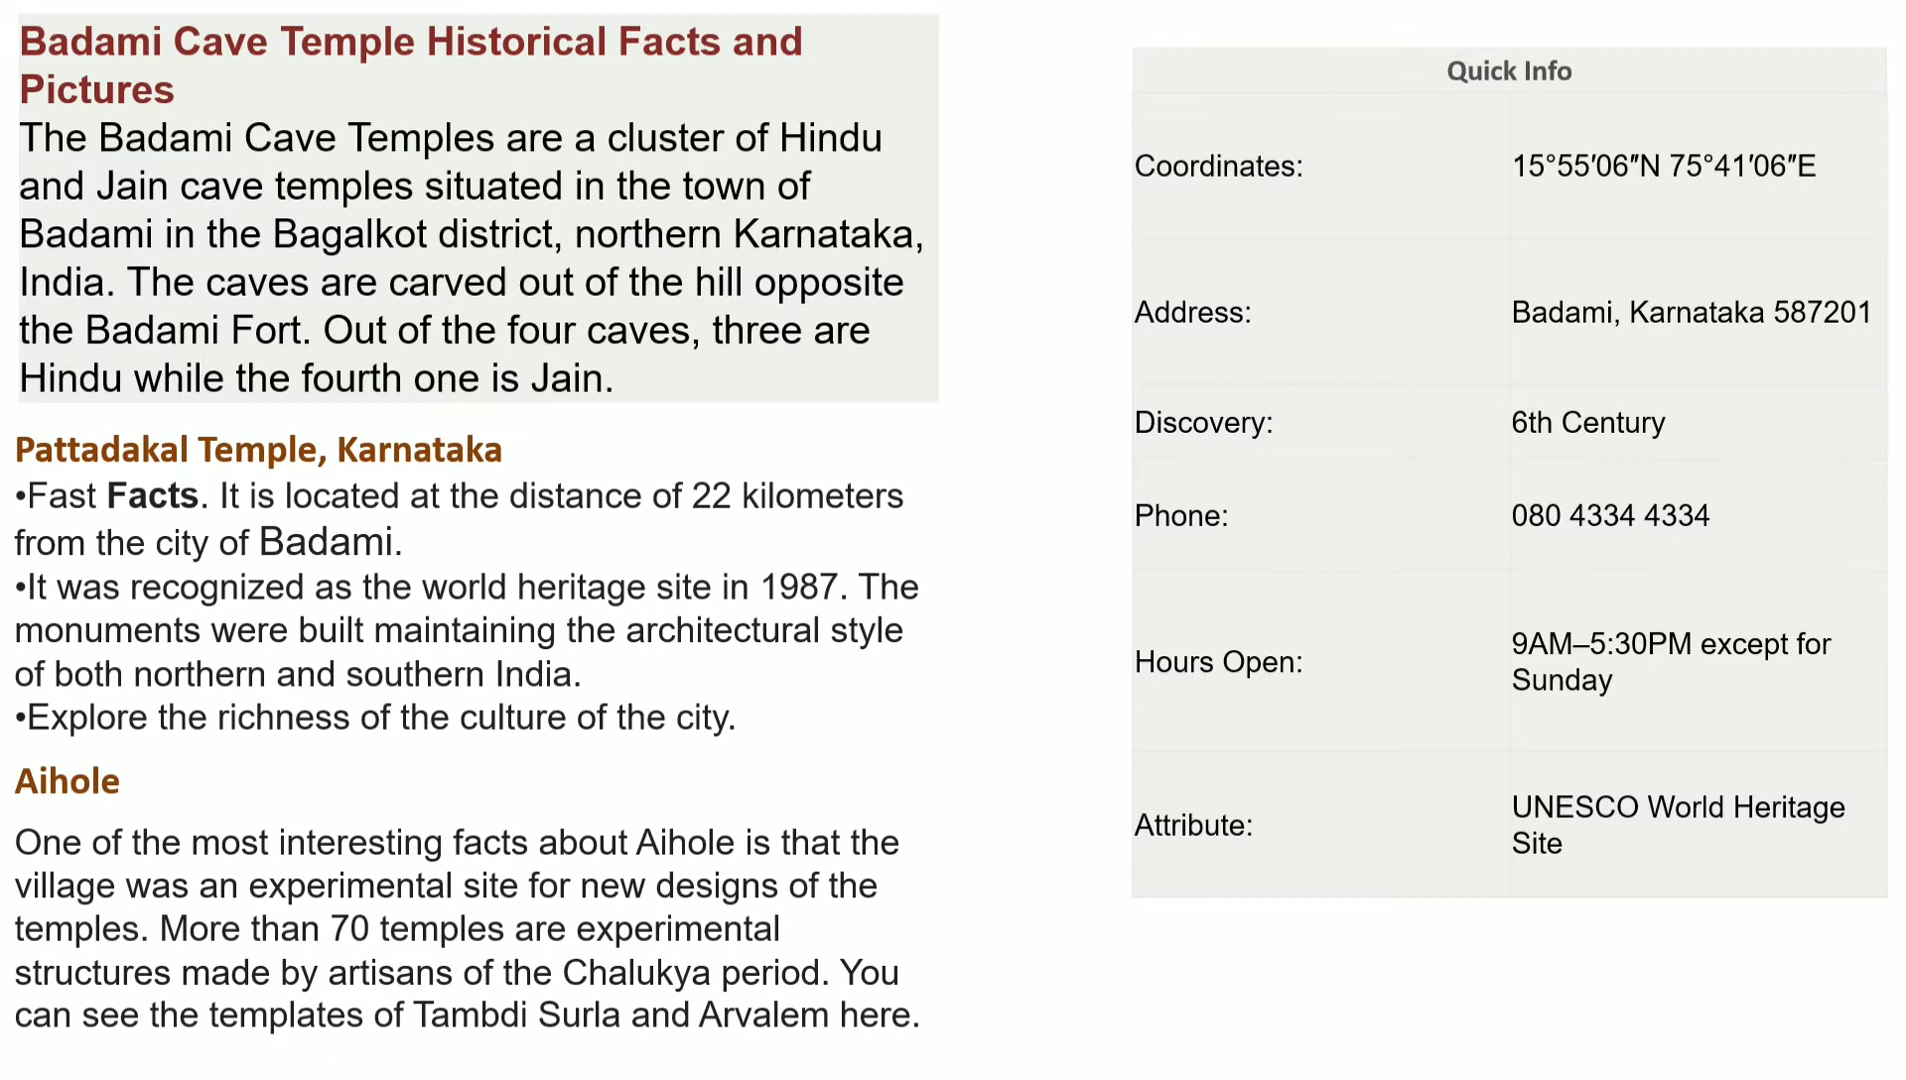 Badami Cave Temple Historical Facts and
Pictures
The Badami Cave Temples are a cluster of Hindu
and Jain cave temples situated in the town of
Badami in the Bagalkot district, northern Karnataka,
India. The caves are carved out of the hill opposite
the Badami Fort. Out of the four caves, three are
Hindu while the fourth one is Jain.
Pattadakal Temple, Karnataka
•Fast Facts. It is located at the distance of 22 kilometers
from the city of Badami.
•It was recognized as the world heritage site in 1987. The
monuments were built maintaining the architectural style
of both northern and southern India.
•Explore the richness of the culture of the city.
Aihole
One of the most interesting facts about Aihole is that the
village was an experimental site for new designs of the
temples. More than 70 temples are experimental
structures made by artisans of the Chalukya period. You
can see the templates of Tambdi Surla and Arvalem here.
Quick Info
Coordinates: 15°55′06″N 75°41′06″E
Address: Badami, Karnataka 587201
Discovery: 6th Century
Phone: 080 4334 4334
Hours Open: 9AM–5:30PM except for
Sunday
Attribute: UNESCO World Heritage
Site